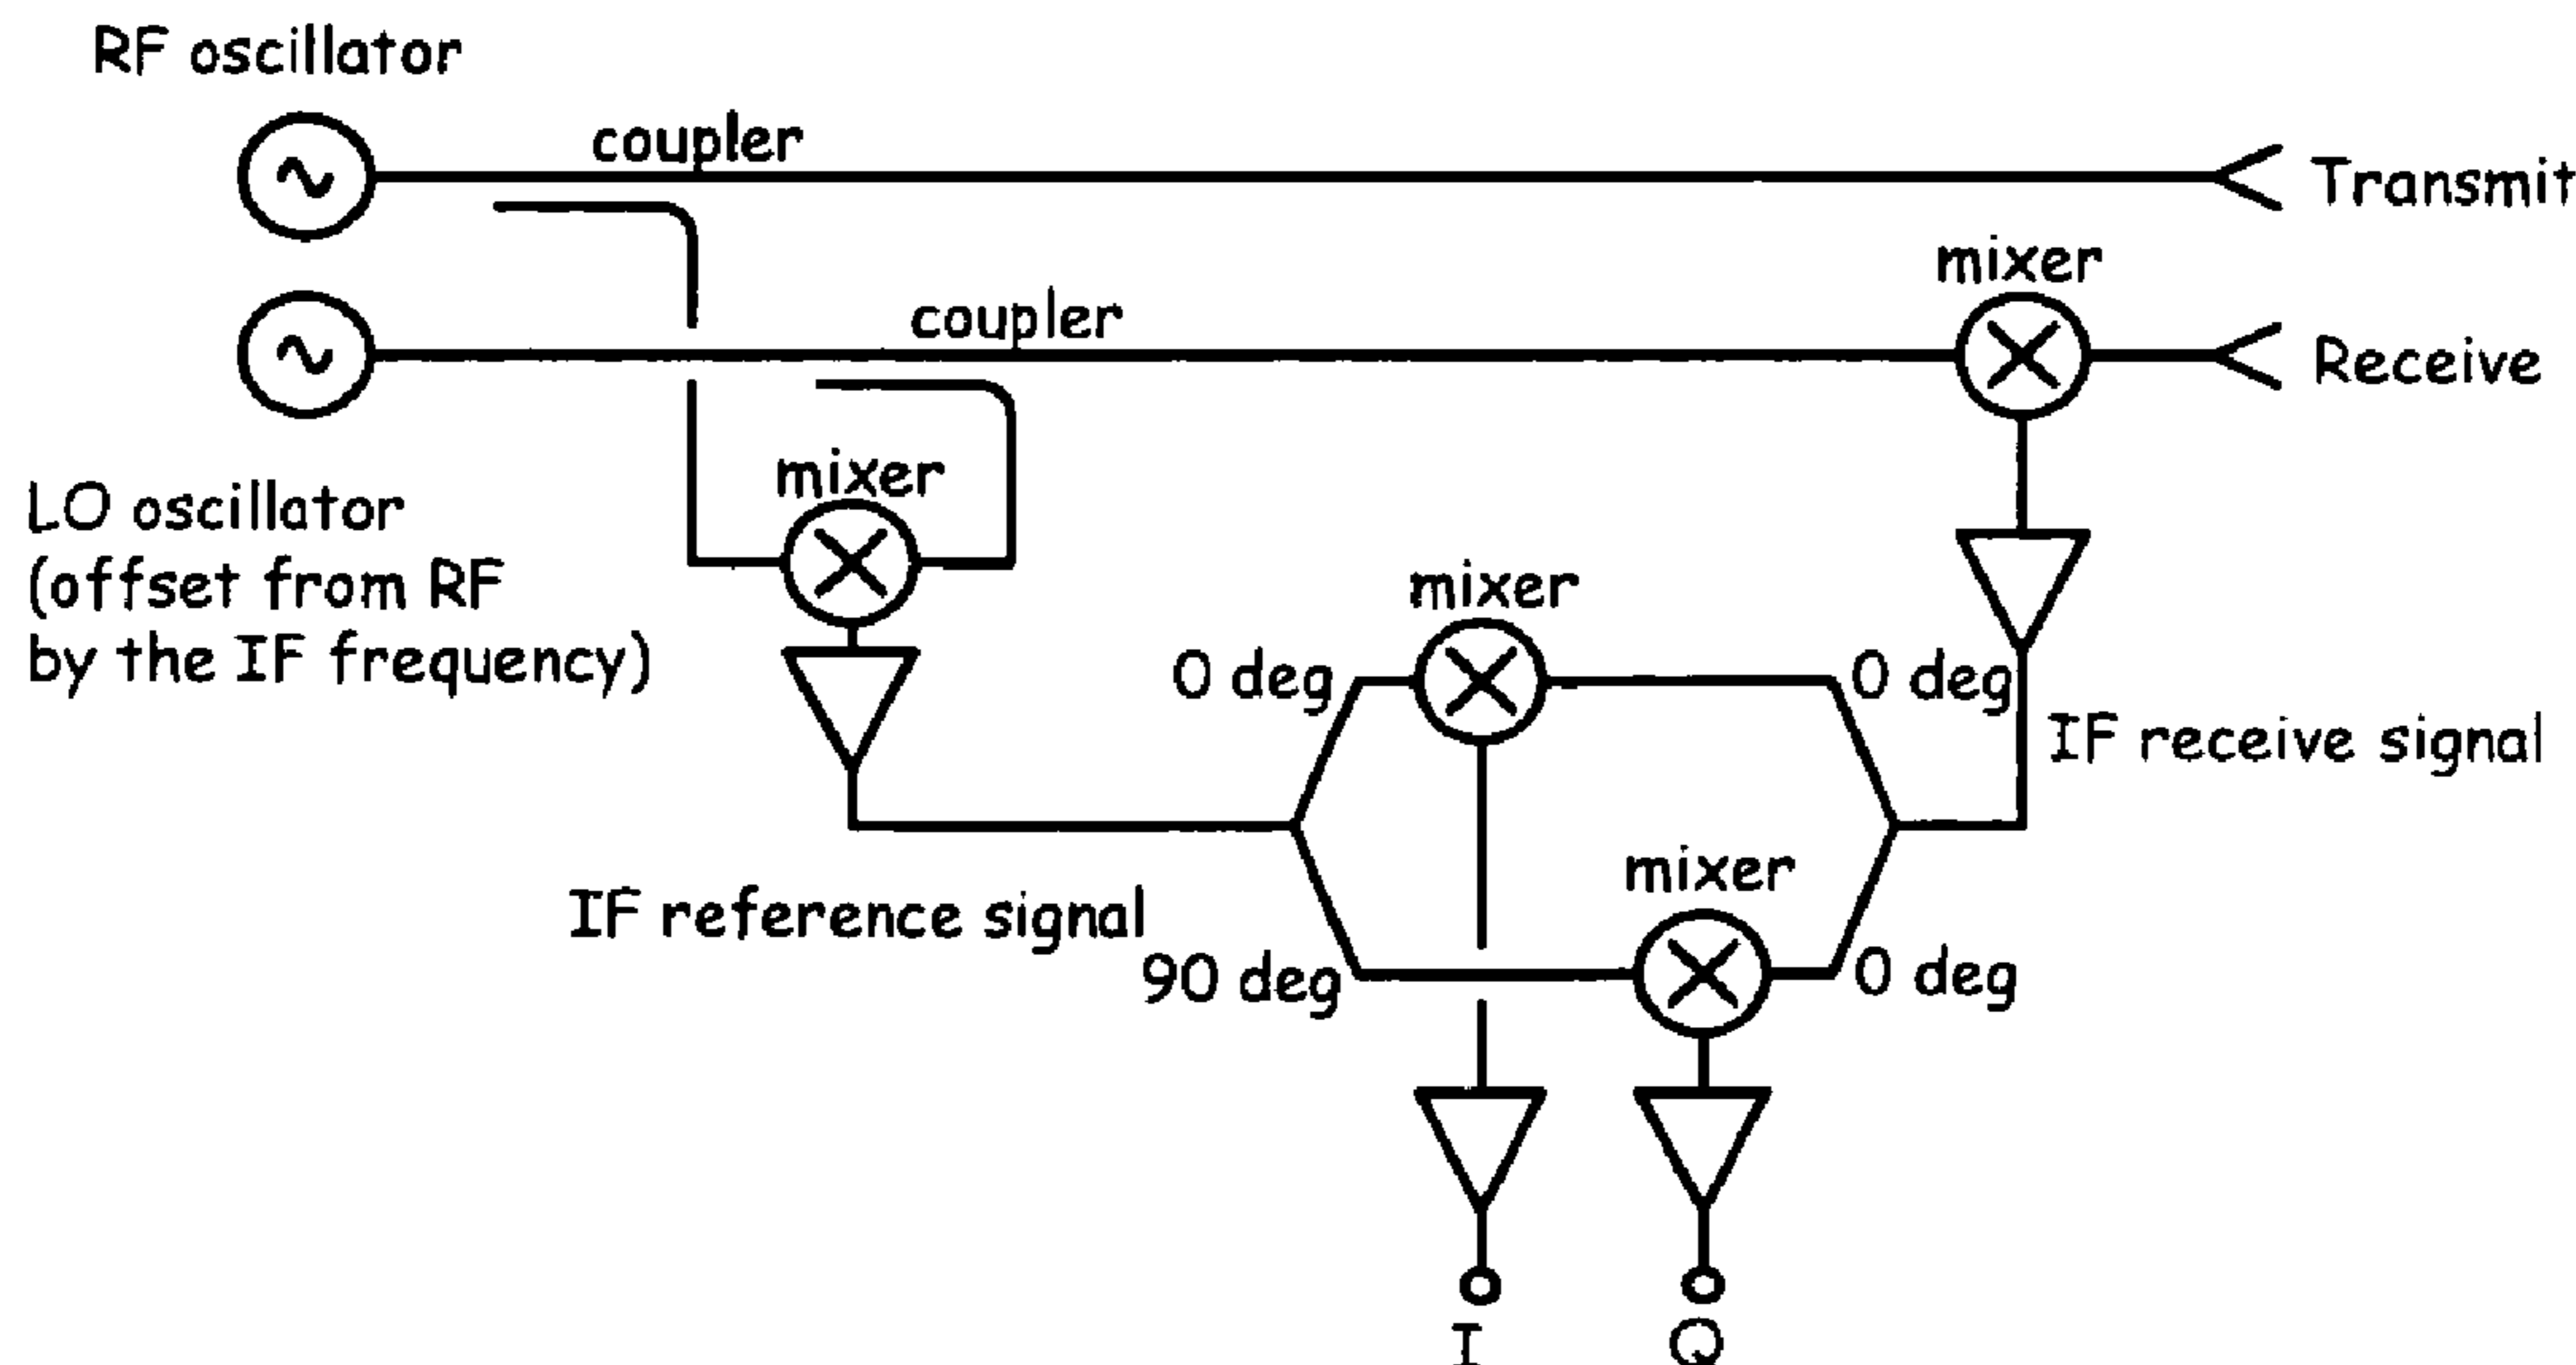 RF oscillator
coupler
Transmit
mixer
coupler
Receive
mixer
LO oscillator
(offset from RF
by the IF frequency)
mixer
0 deg
0 deg
IF receive signal
mixer
IF reference signal
90 deg
0 deg
I
Q